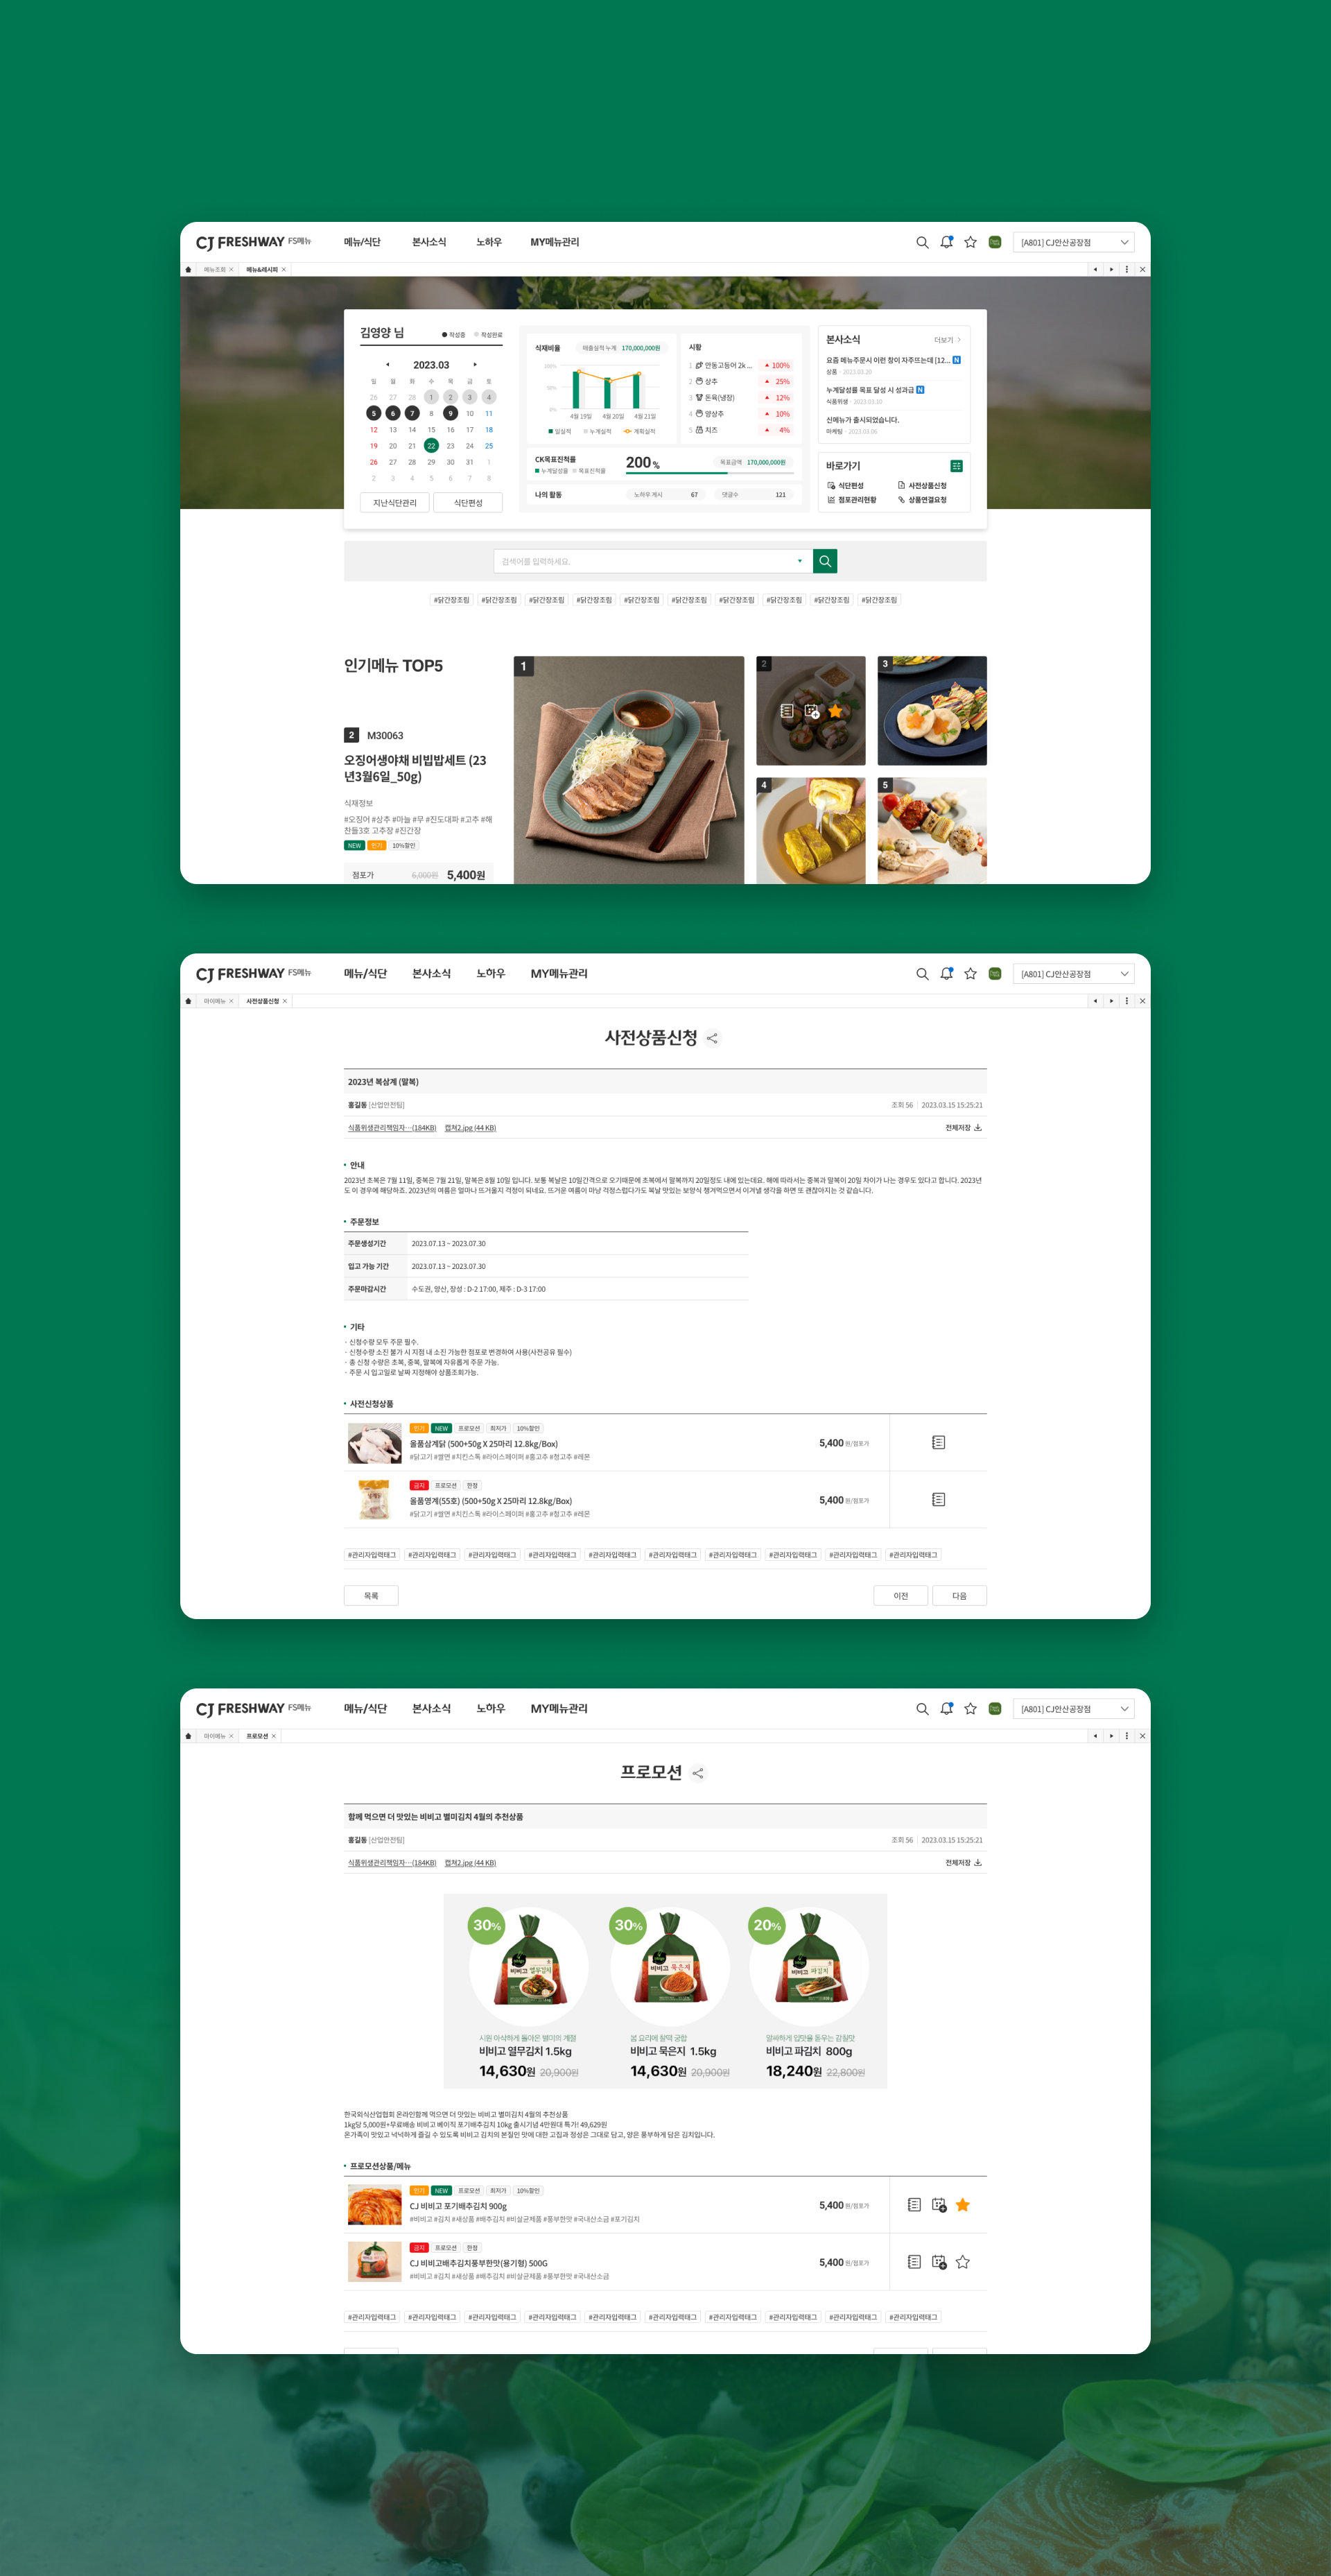 CJ FRESHWAY FS메뉴 메뉴/식단 본사소식 노하우 MY메뉴관리 [A801] CJ안산공장점
메뉴조회 메뉴&레시피
김영양 님 작성중 작성완료
2023.03
일 월 화 수 목 금 토
26 27 28 1 2 3 4
5 6 7 8 9 10 11
12 13 14 15 16 17 18
19 20 21 22 23 24 25
26 27 28 29 30 31 1
2 3 4 5 6 7 8
지난식단관리 식단편성
식재비율 매출실적 누계 170,000,000원
100%
50%
0%
4월 19일 4월 20일 4월 21일
일실적 누계실적 계획실적
시황
1 안동고등어 2k ... 100%
2 상추 25%
3 돈육(냉장) 12%
4 양상추 10%
5 치즈 4%
CK목표진척률
누계달성률 목표진척률
200 %
목표금액 170,000,000원
나의 활동 노하우 게시 67 댓글수 121
본사소식 더보기
요즘 메뉴주문시 이런 창이 자주뜨는데 [12... N
상품 · 2023.03.20
누계달성률 목표 달성 시 성과급 N
식품위생 · 2023.03.10
신메뉴가 출시되었습니다.
마케팅 · 2023.03.06
바로가기
식단편성 사전상품신청
점포관리현황 상품연결요청
검색어를 입력하세요.
#닭간장조림 #닭간장조림 #닭간장조림 #닭간장조림 #닭간장조림 #닭간장조림 #닭간장조림 #닭간장조림 #닭간장조림 #닭간장조림
인기메뉴 TOP5
1
2
3
4
5
2 M30063
오징어생야채 비빕밥세트 (23
년3월6일_50g)
식재정보
#오징어 #상추 #마늘 #무 #진도대파 #고추 #해
찬들3호 고추장 #진간장
NEW 인기 10%할인
점포가 6,000원 5,400원
CJ FRESHWAY FS메뉴 메뉴/식단 본사소식 노하우 MY메뉴관리 [A801] CJ안산공장점
마이메뉴 사전상품신청
사전상품신청
2023년 복삼계 (말복)
홍길동 [산업안전팀] 조회 56 2023.03.15 15:25:21
식품위생관리책임자…(184KB) 캡쳐2.jpg (44 KB) 전체저장
안내
2023년 초복은 7월 11일, 중복은 7월 21일, 말복은 8월 10일 입니다. 보통 복날은 10일간격으로 오기때문에 초복에서 말복까지 20일정도 내에 있는데요. 해에 따라서는 중복과 말복이 20일 차이가 나는 경우도 있다고 합니다. 2023년
도 이 경우에 해당하죠. 2023년의 여름은 얼마나 뜨거울지 걱정이 되네요. 뜨거운 여름이 마냥 걱정스럽다가도 복날 맛있는 보양식 챙겨먹으면서 이겨낼 생각을 하면 또 괜찮아지는 것 같습니다.
주문정보
주문생성기간 2023.07.13 ~ 2023.07.30
입고 가능 기간 2023.07.13 ~ 2023.07.30
주문마감시간 수도권, 양산, 장성 : D-2 17:00, 제주 : D-3 17:00
기타
· 신청수량 모두 주문 필수.
· 신청수량 소진 불가 시 지점 내 소진 가능한 점포로 변경하여 사용(사전공유 필수)
· 총 신청 수량은 초복, 중복, 말복에 자유롭게 주문 가능.
· 주문 시 입고일로 날짜 지정해야 상품조회가능.
사전신청상품
인기 NEW 프로모션 최저가 10%할인
올품삼계닭 (500+50g X 25마리 12.8kg/Box) 5,400 원/점포가
#닭고기 #쌀면 #치킨스톡 #라이스페이퍼 #홍고추 #청고추 #레몬
금지 프로모션 한정
올품영계(55호) (500+50g X 25마리 12.8kg/Box) 5,400 원/점포가
#닭고기 #쌀면 #치킨스톡 #라이스페이퍼 #홍고추 #청고추 #레몬
#관리자입력태그 #관리자입력태그 #관리자입력태그 #관리자입력태그 #관리자입력태그 #관리자입력태그 #관리자입력태그 #관리자입력태그 #관리자입력태그 #관리자입력태그
목록 이전 다음
CJ FRESHWAY FS메뉴 메뉴/식단 본사소식 노하우 MY메뉴관리 [A801] CJ안산공장점
마이메뉴 프로모션
프로모션
함께 먹으면 더 맛있는 비비고 별미김치 4월의 추천상품
홍길동 [산업안전팀] 조회 56 2023.03.15 15:25:21
식품위생관리책임자…(184KB) 캡쳐2.jpg (44 KB) 전체저장
30% 30% 20%
비비고 열무김치 비비고 묵은지 비비고 파김치
시원 아삭하게 돌아온 별미의 계절 봄 요리에 찰떡 궁합 알싸하게 입맛을 돋우는 감칠맛
비비고 열무김치 1.5kg 비비고 묵은지 1.5kg 비비고 파김치 800g
14,630원 20,900원 14,630원 20,900원 18,240원 22,800원
한국외식산업협회 온라인함께 먹으면 더 맛있는 비비고 별미김치 4월의 추천상품
1kg당 5,000원+무료배송 비비고 베이직 포기배추김치 10kg 출시기념 4만원대 특가! 49,629원
온가족이 맛있고 넉넉하게 즐길 수 있도록 비비고 김치의 본질인 맛에 대한 고집과 정성은 그대로 담고, 양은 풍부하게 담은 김치입니다.
프로모션상품/메뉴
인기 NEW 프로모션 최저가 10%할인
CJ 비비고 포기배추김치 900g 5,400 원/점포가
#비비고 #김치 #새상품 #배추김치 #비살균제품 #풍부한맛 #국내산소금 #포기김치
금지 프로모션 한정
CJ 비비고배추김치풍부한맛(용기형) 500G 5,400 원/점포가
#비비고 #김치 #새상품 #배추김치 #비살균제품 #풍부한맛 #국내산소금
#관리자입력태그 #관리자입력태그 #관리자입력태그 #관리자입력태그 #관리자입력태그 #관리자입력태그 #관리자입력태그 #관리자입력태그 #관리자입력태그 #관리자입력태그